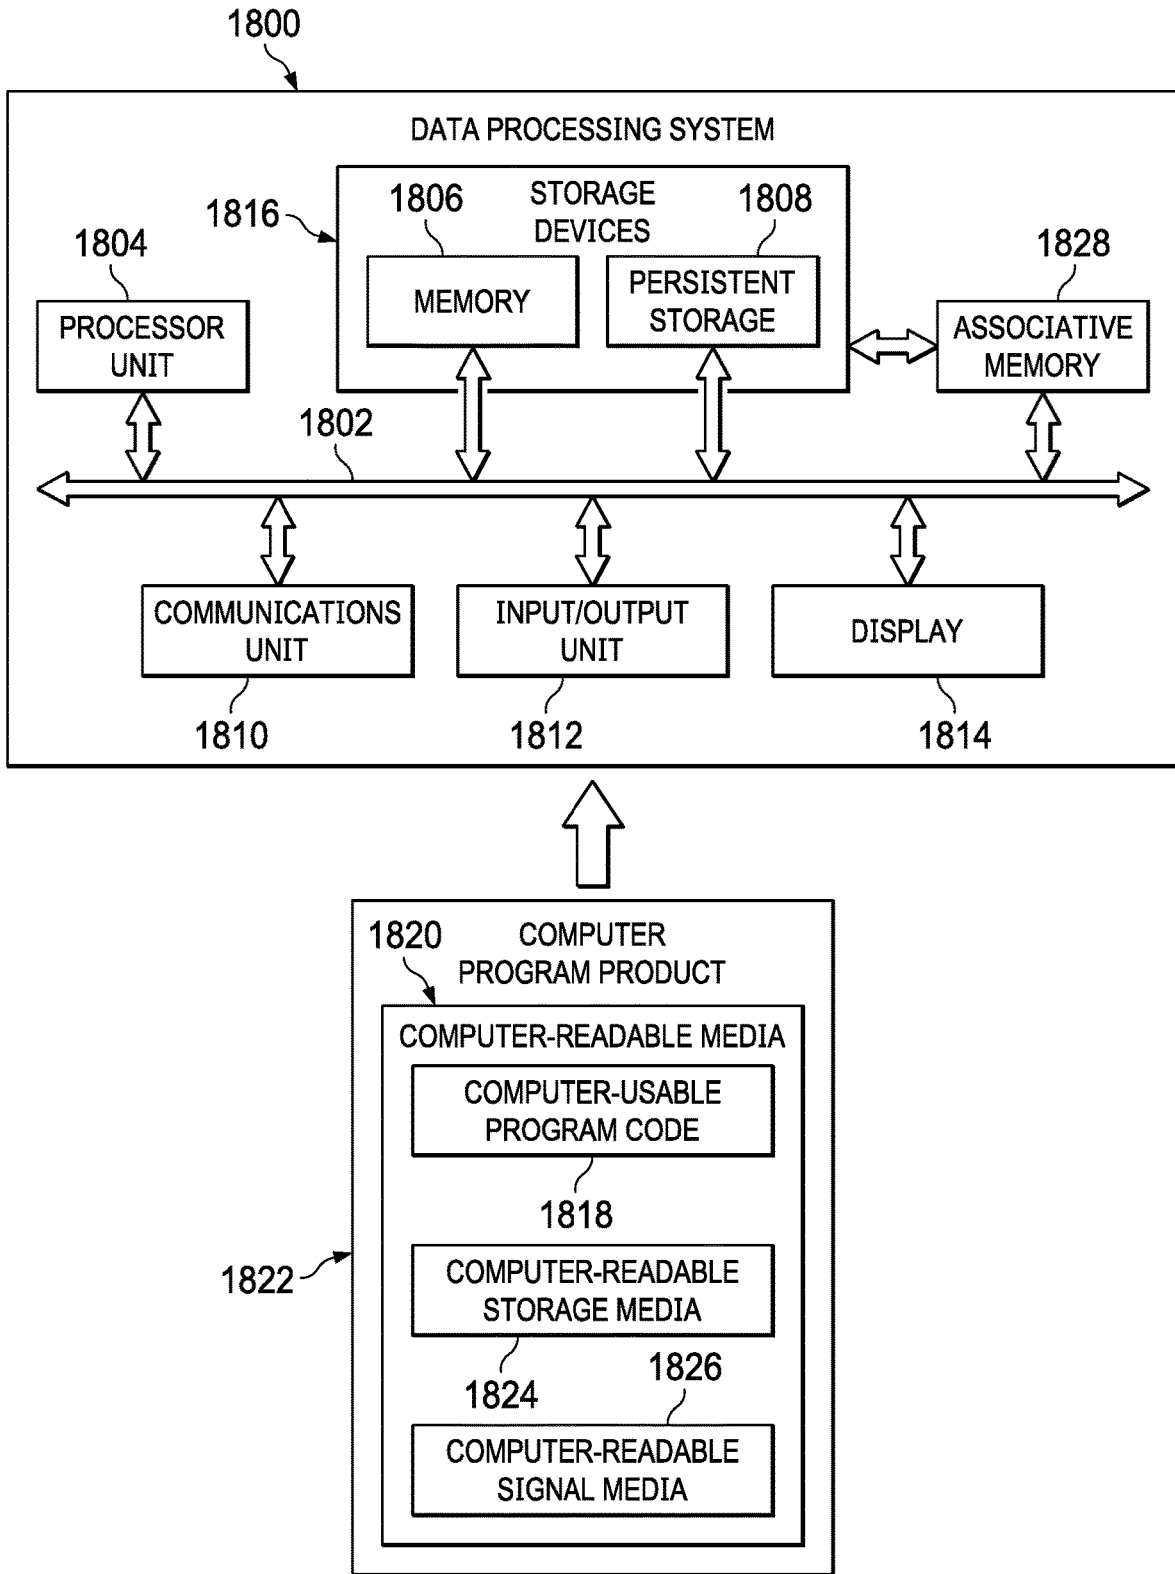 1800
DATA PROCESSING SYSTEM
1816
1806
STORAGE
DEVICES
1808
1804
1828
MEMORY
PERSISTENT
STORAGE
PROCESSOR
UNIT
ASSOCIATIVE
MEMORY
1802
COMMUNICATIONS
UNIT
INPUT/OUTPUT
UNIT
DISPLAY
1810
1812
1814
1820
COMPUTER
PROGRAM PRODUCT
COMPUTER-READABLE MEDIA
COMPUTER-USABLE
PROGRAM CODE
1818
1822
COMPUTER-READABLE
STORAGE MEDIA
1824
1826
COMPUTER-READABLE
SIGNAL MEDIA